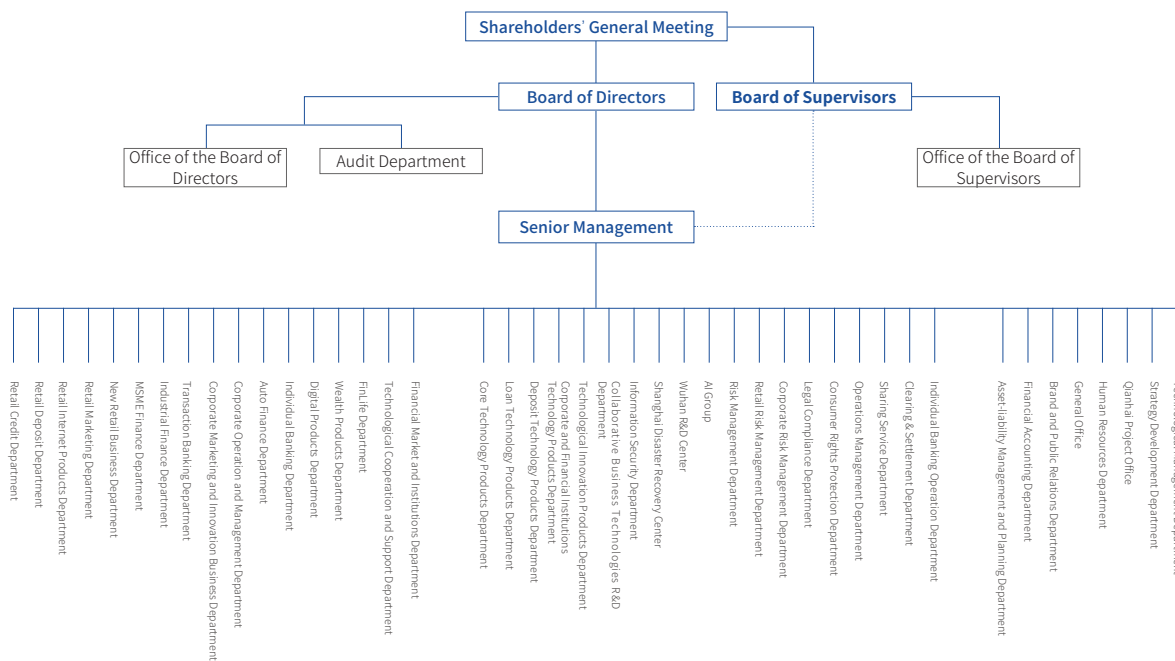 Shareholders' General Meeting
Board of Directors
Board of Supervisors
Office of the Board of
Directors
Audit Department
Office of the Board of
Supervisors
Senior Management
Retail Credit Department
Retail Deposit Department
Retail Internet Products Department
Retail Marketing Department
New Retail Business Department
MSME Finance Department
Industrial Finance Department
Transaction Banking Department
Corporate Marketing and Innovation Business Department
Corporate Operation and Management Department
Auto Finance Department
Individual Banking Department
Digital Products Department
Wealth Products Department
FinLife Department
Technological Cooperation and Support Department
Financial Market and Institutions Department
Core Technology Products Department
Loan Technology Products Department
Deposit Technology Products Department
Corporate and Financial Institutions
Technology Products Department
Technological Innovation Products Department
Collaborative Business Technologies R&D
Department
Information Security Department
Shanghai Disaster Recovery Center
Wuhan R&D Center
AI Group
Risk Management Department
Retail Risk Management Department
Corporate Risk Management Department
Legal Compliance Department
Consumer Rights Protection Department
Operations Management Department
Sharing Service Department
Clearing & Settlement Department
Individual Banking Operation Department
Asset-liability Management and Planning Department
Financial Accounting Department
Brand and Public Relations Department
General Office
Human Resources Department
Qianhai Project Office
Strategy Development Department